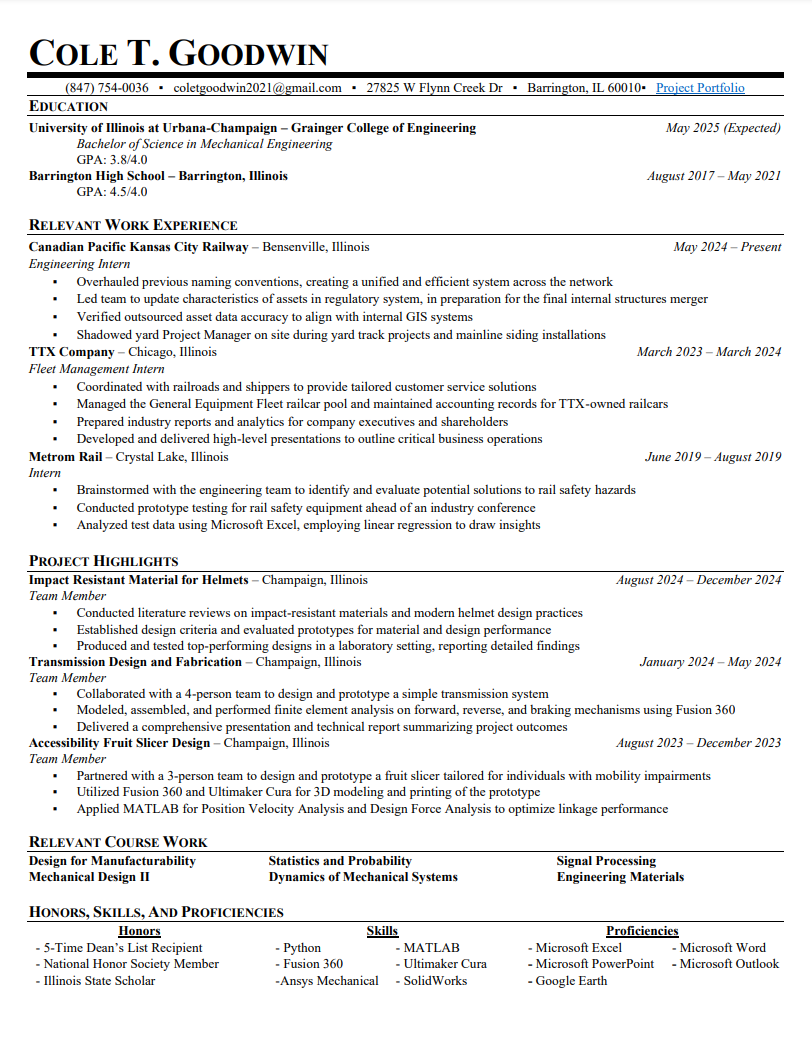 COLE T. GOODWIN
(847) 754-0036 ▪ coletgoodwin2021@gmail.com ▪ 27825 W Flynn Creek Dr ▪ Barrington, IL 60010▪ Project Portfolio
EDUCATION
University of Illinois at Urbana-Champaign – Grainger College of Engineering May 2025 (Expected)
Bachelor of Science in Mechanical Engineering
GPA: 3.8/4.0
Barrington High School – Barrington, Illinois August 2017 – May 2021
GPA: 4.5/4.0
RELEVANT WORK EXPERIENCE
Canadian Pacific Kansas City Railway – Bensenville, Illinois May 2024 – Present
Engineering Intern
▪ Overhauled previous naming conventions, creating a unified and efficient system across the network
▪ Led team to update characteristics of assets in regulatory system, in preparation for the final internal structures merger
▪ Verified outsourced asset data accuracy to align with internal GIS systems
▪ Shadowed yard Project Manager on site during yard track projects and mainline siding installations
TTX Company – Chicago, Illinois March 2023 – March 2024
Fleet Management Intern
▪ Coordinated with railroads and shippers to provide tailored customer service solutions
▪ Managed the General Equipment Fleet railcar pool and maintained accounting records for TTX-owned railcars
▪ Prepared industry reports and analytics for company executives and shareholders
▪ Developed and delivered high-level presentations to outline critical business operations
Metrom Rail – Crystal Lake, Illinois June 2019 – August 2019
Intern
▪ Brainstormed with the engineering team to identify and evaluate potential solutions to rail safety hazards
▪ Conducted prototype testing for rail safety equipment ahead of an industry conference
▪ Analyzed test data using Microsoft Excel, employing linear regression to draw insights
PROJECT HIGHLIGHTS
Impact Resistant Material for Helmets – Champaign, Illinois August 2024 – December 2024
Team Member
▪ Conducted literature reviews on impact-resistant materials and modern helmet design practices
▪ Established design criteria and evaluated prototypes for material and design performance
▪ Produced and tested top-performing designs in a laboratory setting, reporting detailed findings
Transmission Design and Fabrication – Champaign, Illinois January 2024 – May 2024
Team Member
▪ Collaborated with a 4-person team to design and prototype a simple transmission system
▪ Modeled, assembled, and performed finite element analysis on forward, reverse, and braking mechanisms using Fusion 360
▪ Delivered a comprehensive presentation and technical report summarizing project outcomes
Accessibility Fruit Slicer Design – Champaign, Illinois August 2023 – December 2023
Team Member
▪ Partnered with a 3-person team to design and prototype a fruit slicer tailored for individuals with mobility impairments
▪ Utilized Fusion 360 and Ultimaker Cura for 3D modeling and printing of the prototype
▪ Applied MATLAB for Position Velocity Analysis and Design Force Analysis to optimize linkage performance
RELEVANT COURSE WORK
Design for Manufacturability Statistics and Probability Signal Processing
Mechanical Design II Dynamics of Mechanical Systems Engineering Materials
HONORS, SKILLS, AND PROFICIENCIES
Honors Skills Proficiencies
- 5-Time Dean's List Recipient - Python - MATLAB - Microsoft Excel - Microsoft Word
- National Honor Society Member - Fusion 360 - Ultimaker Cura - Microsoft PowerPoint - Microsoft Outlook
- Illinois State Scholar -Ansys Mechanical - SolidWorks - Google Earth